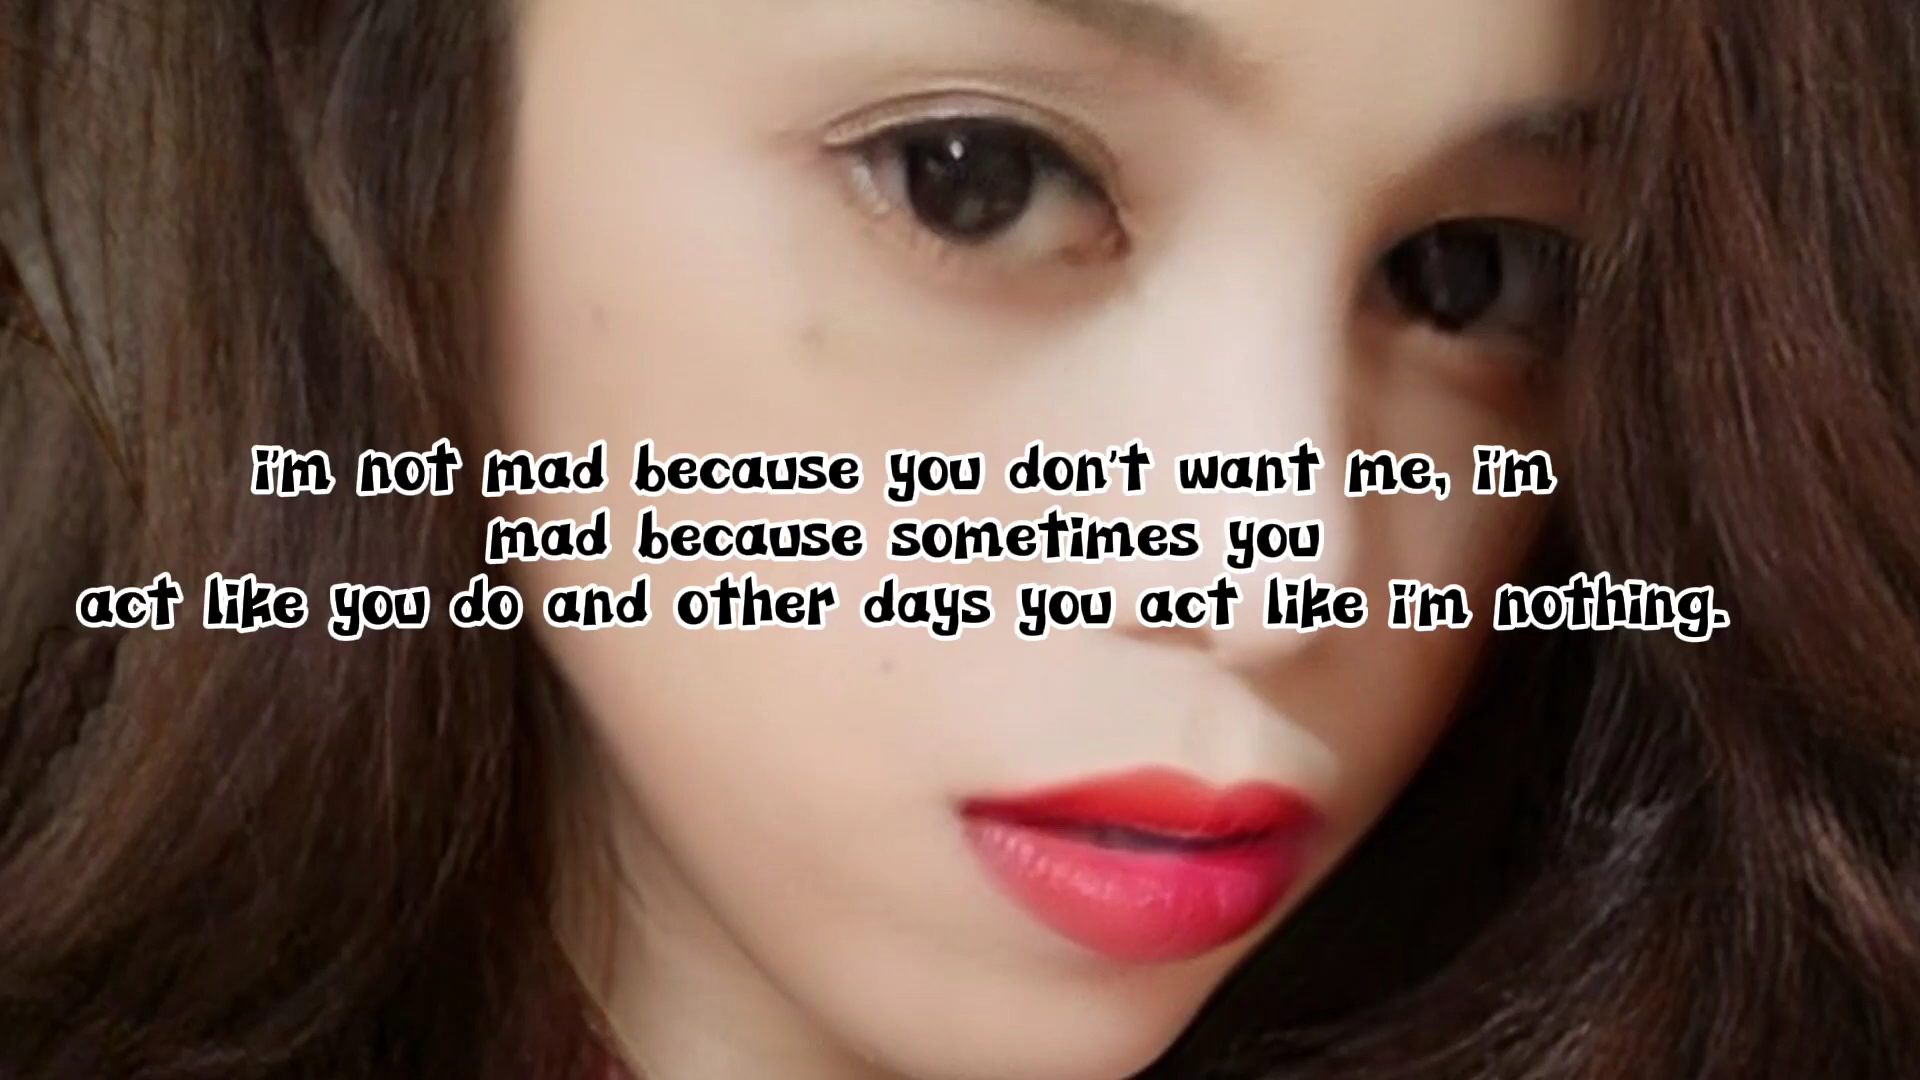 i'm not mad because you don't want me, i'm
mad because sometimes you
act like you do and other days you act like i'm nothing.